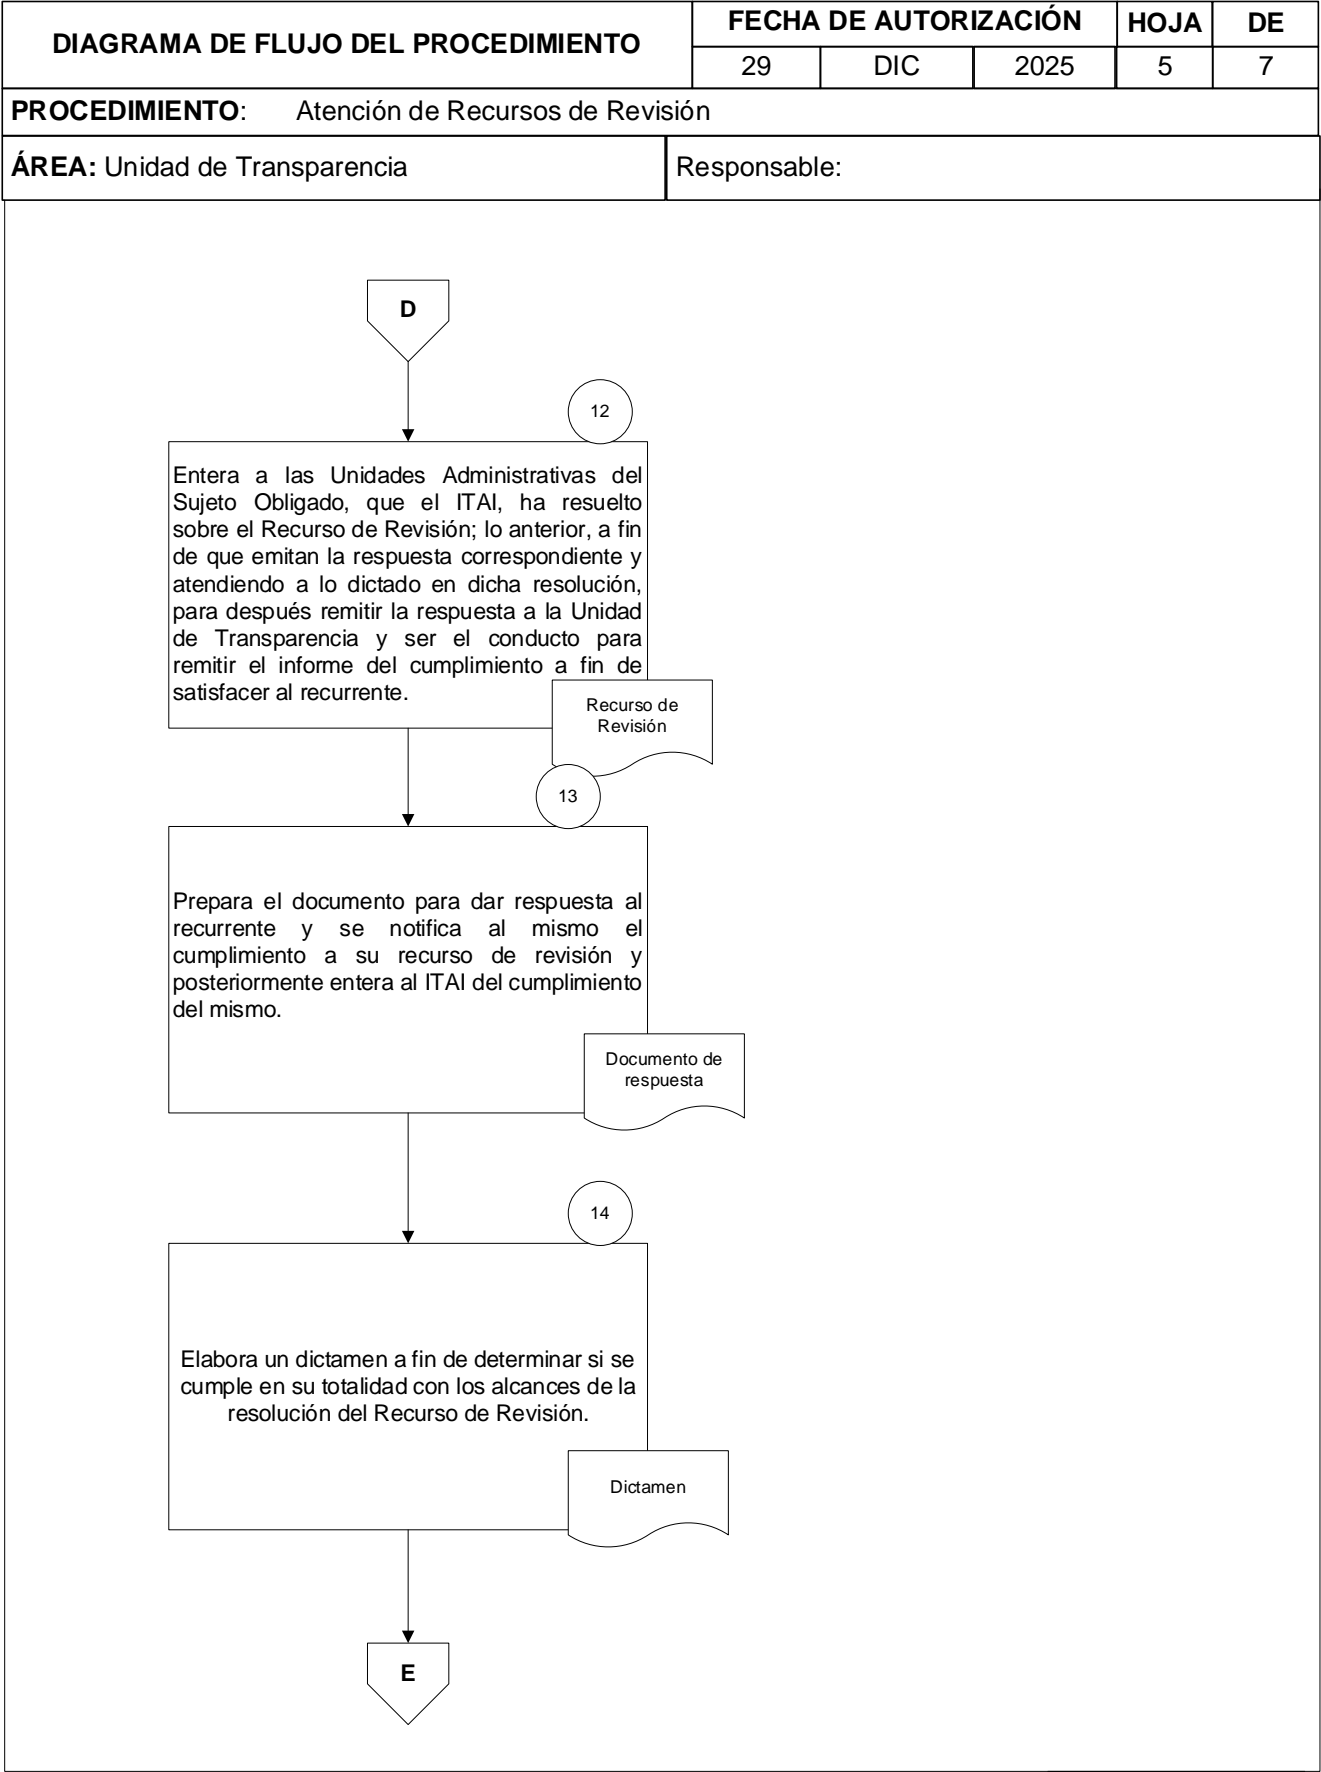 DIAGRAMA DE FLUJO DEL PROCEDIMIENTO
FECHA DE AUTORIZACIÓN
HOJA
DE
29
DIC
2025
5
7
PROCEDIMIENTO: Atención de Recursos de Revisión
ÁREA: Unidad de Transparencia
Responsable:
D
12
Entera a las Unidades Administrativas del
Sujeto Obligado, que el ITAI, ha resuelto
sobre el Recurso de Revisión; lo anterior, a fin
de que emitan la respuesta correspondiente y
atendiendo a lo dictado en dicha resolución,
para después remitir la respuesta a la Unidad
de Transparencia y ser el conducto para
remitir el informe del cumplimiento a fin de
satisfacer al recurrente.
Recurso de
Revisión
13
Prepara el documento para dar respuesta al
recurrente y se notifica al mismo el
cumplimiento a su recurso de revisión y
posteriormente entera al ITAI del cumplimiento
del mismo.
Documento de
respuesta
14
Elabora un dictamen a fin de determinar si se
cumple en su totalidad con los alcances de la
resolución del Recurso de Revisión.
Dictamen
E